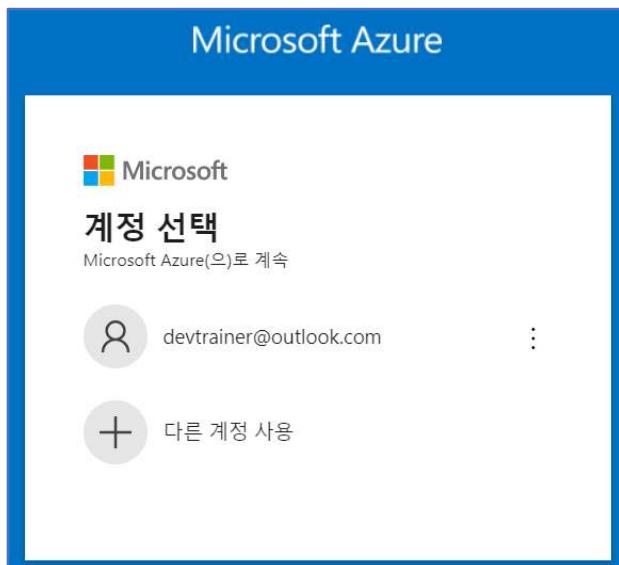 Microsoft Azure
Microsoft
계정 선택
Microsoft Azure(으)로 계속
devtrainer@outlook.com
다른 계정 사용